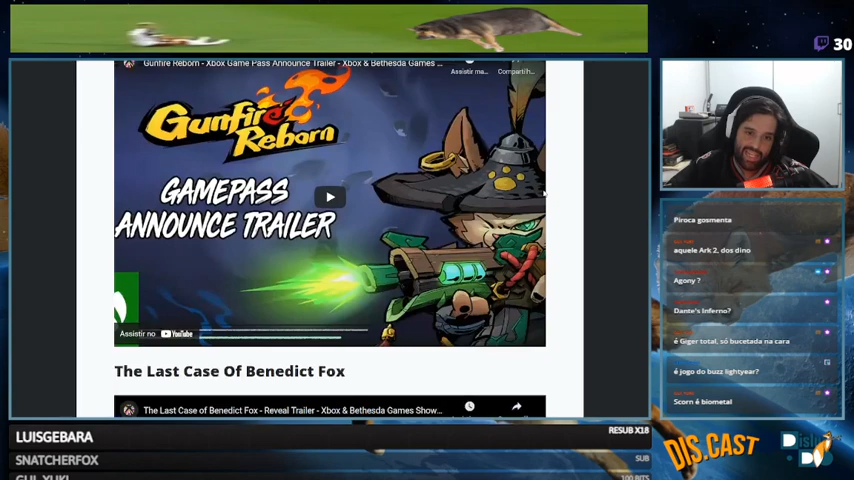 30
Gunfire Reborn - Xbox Game Pass Announce Trailer - Xbox & Bethesda Games ...
Assistir ma...
Compartilh...
Gunfire
Reborn
GAMEPASS
ANNOUNCE TRAILER
Assistir no YouTube
The Last Case Of Benedict Fox
The Last Case of Benedict Fox - Reveal Trailer - Xbox & Bethesda Games Show...
Piroca gosmenta
aquele Ark 2, dos dino
Agony ?
Dante's Inferno?
é Giger total, só bucetada na cara
é jogo do buzz lightyear?
Scorn é biometal
LUISGEBARA
RESUB X18
SNATCHERFOX
SUB
GUI_YUKI
100 BITS
DIS.CAST